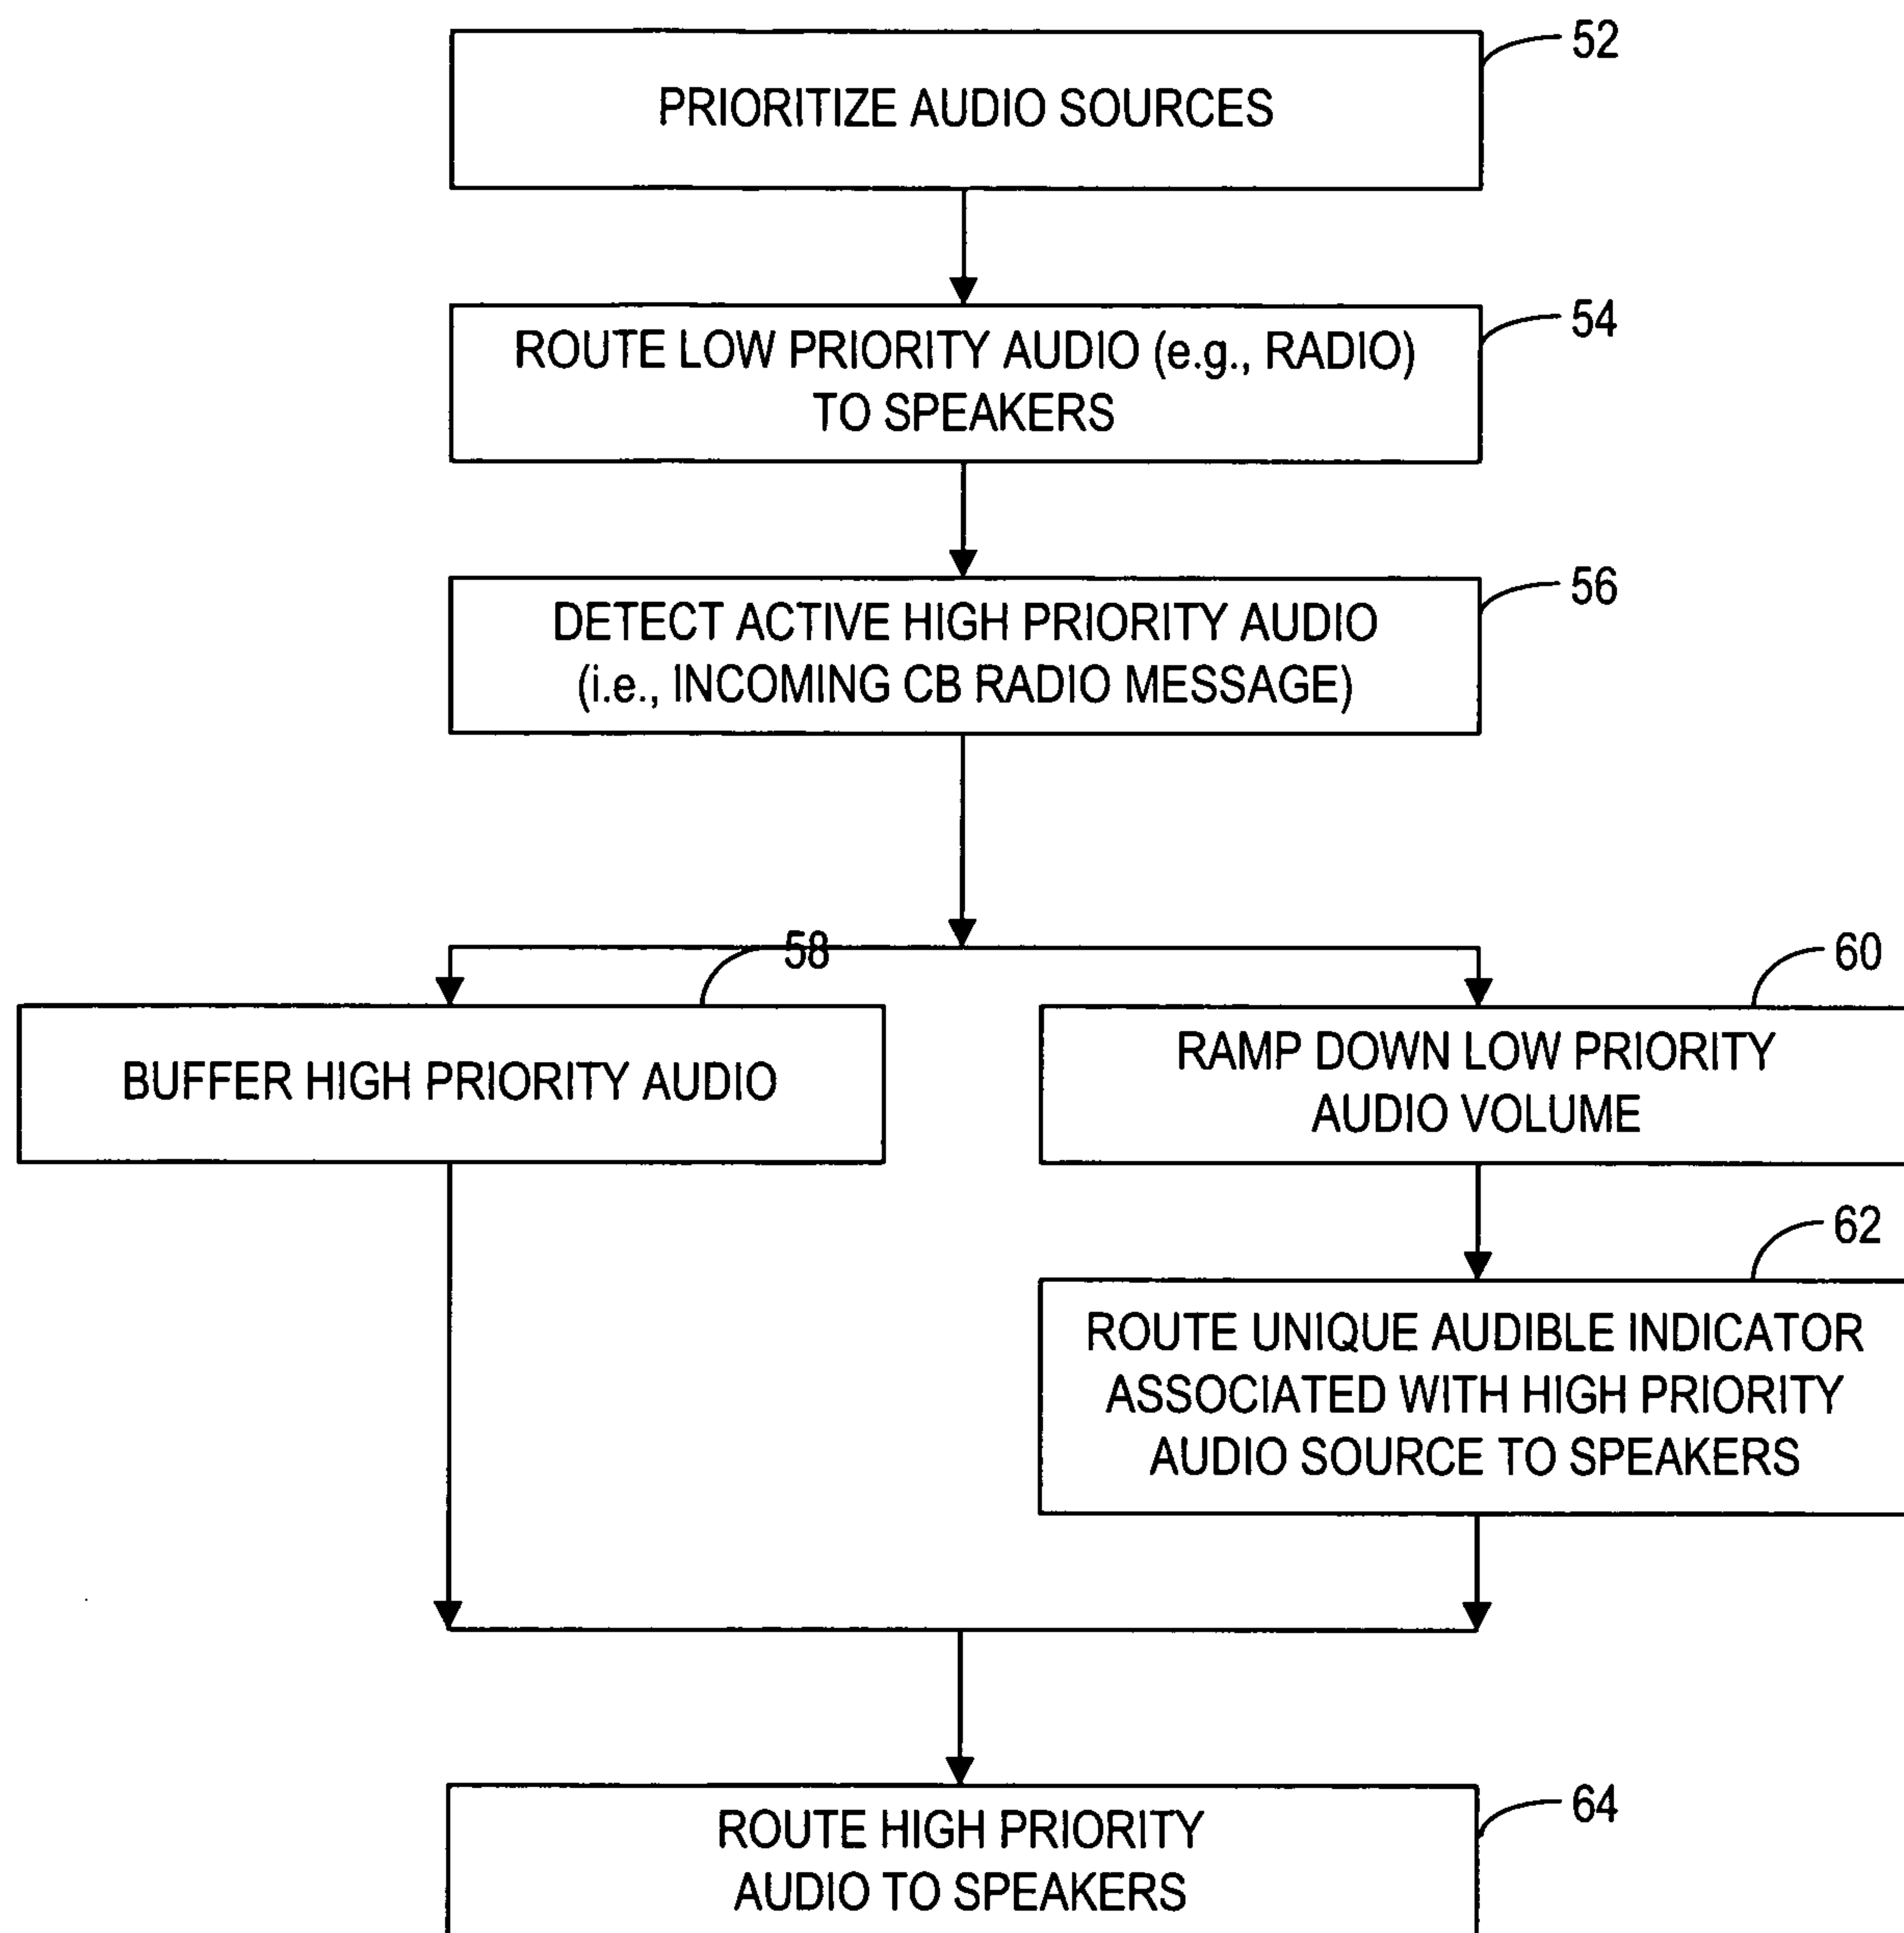 52
PRIORITIZE AUDIO SOURCES
54
ROUTE LOW PRIORITY AUDIO (e.g., RADIO)
TO SPEAKERS
56
DETECT ACTIVE HIGH PRIORITY AUDIO
(i.e., INCOMING CB RADIO MESSAGE)
58
BUFFER HIGH PRIORITY AUDIO
60
RAMP DOWN LOW PRIORITY
AUDIO VOLUME
62
ROUTE UNIQUE AUDIBLE INDICATOR
ASSOCIATED WITH HIGH PRIORITY
AUDIO SOURCE TO SPEAKERS
64
ROUTE HIGH PRIORITY
AUDIO TO SPEAKERS